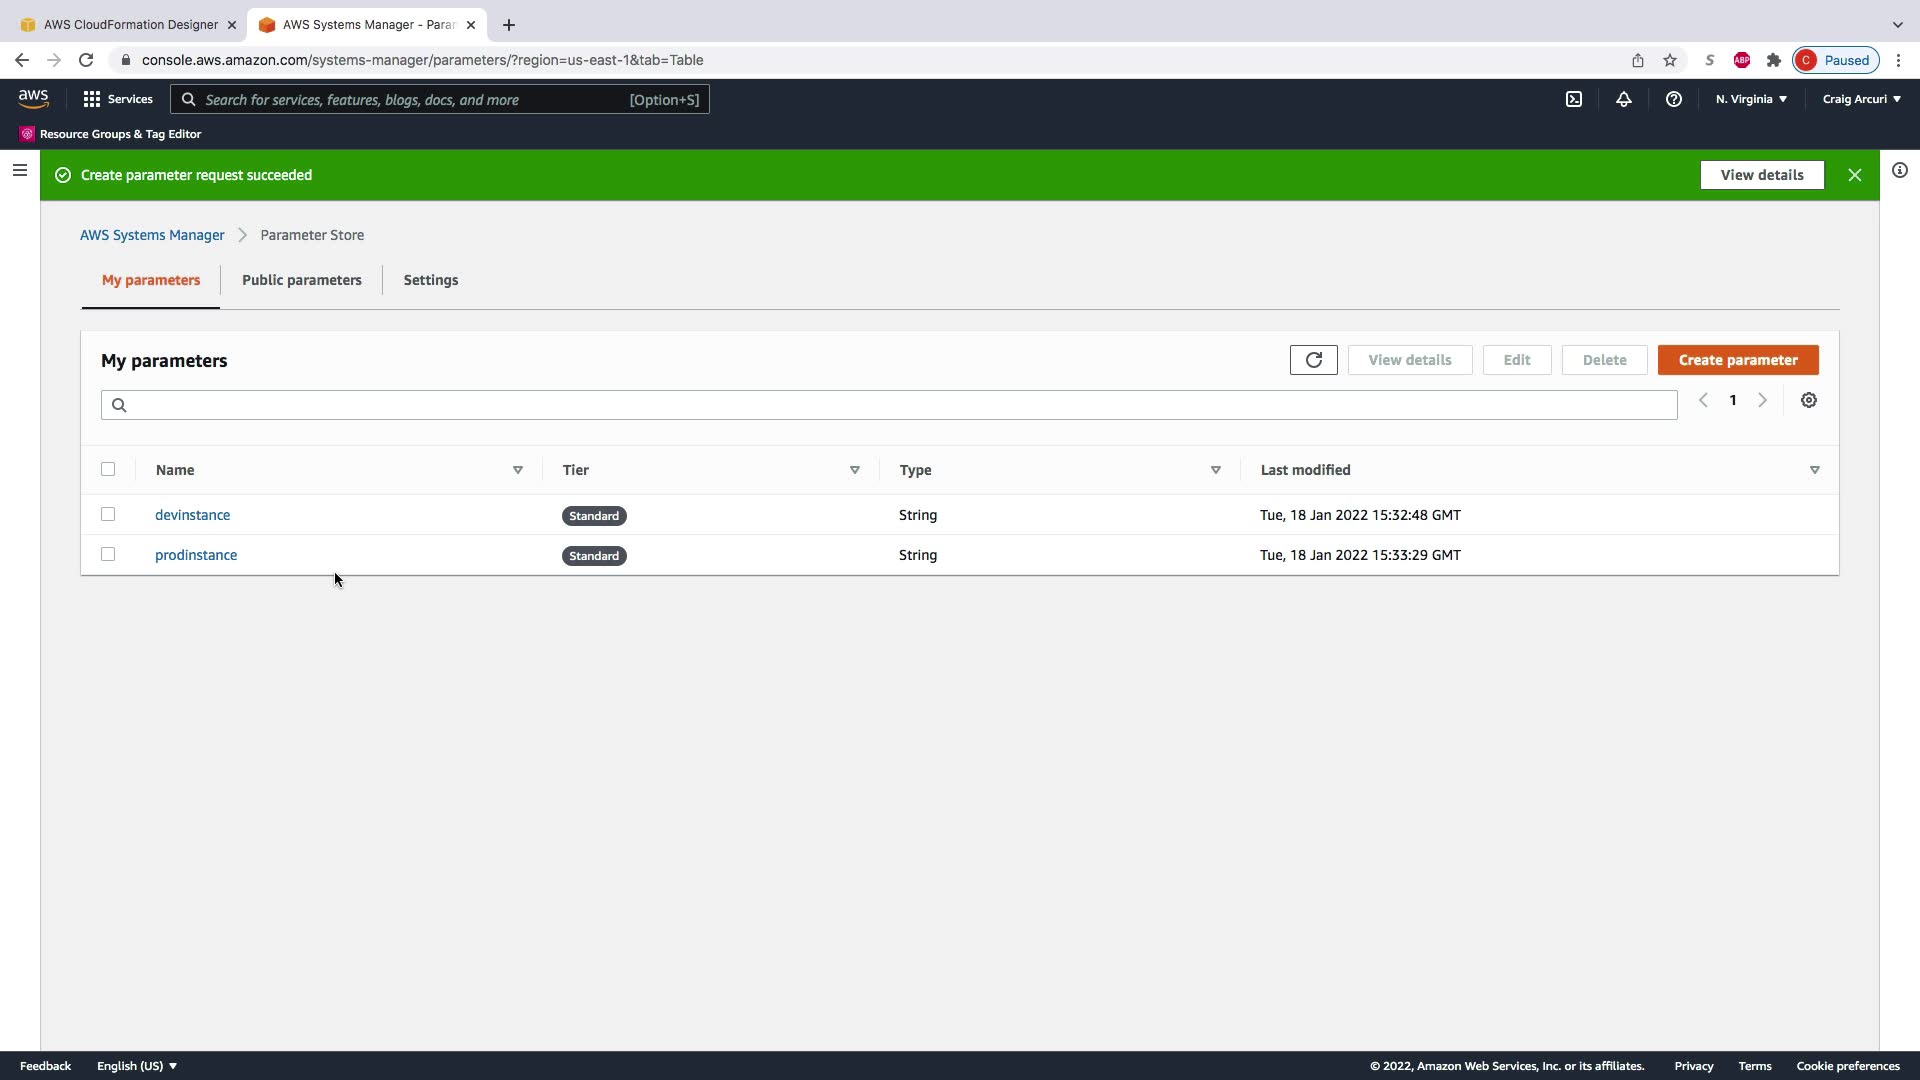 AWS CloudFormation Designer
AWS Systems Manager - Para
console.aws.amazon.com/systems-manager/parameters/?region=us-east-1&tab=Table
S
ABP
C
Paused
aws
Services
Search for services, features, blogs, docs, and more
[Option+S]
N. Virginia
Craig Arcuri
Resource Groups & Tag Editor
Create parameter request succeeded
View details
AWS Systems Manager
Parameter Store
My parameters
Public parameters
Settings
My parameters
View details
Edit
Delete
Create parameter
1
Name
Tier
Type
Last modified
devinstance
Standard
String
Tue, 18 Jan 2022 15:32:48 GMT
prodinstance
Standard
String
Tue, 18 Jan 2022 15:33:29 GMT
Feedback
English (US)
© 2022, Amazon Web Services, Inc. or its affiliates.
Privacy
Terms
Cookie preferences